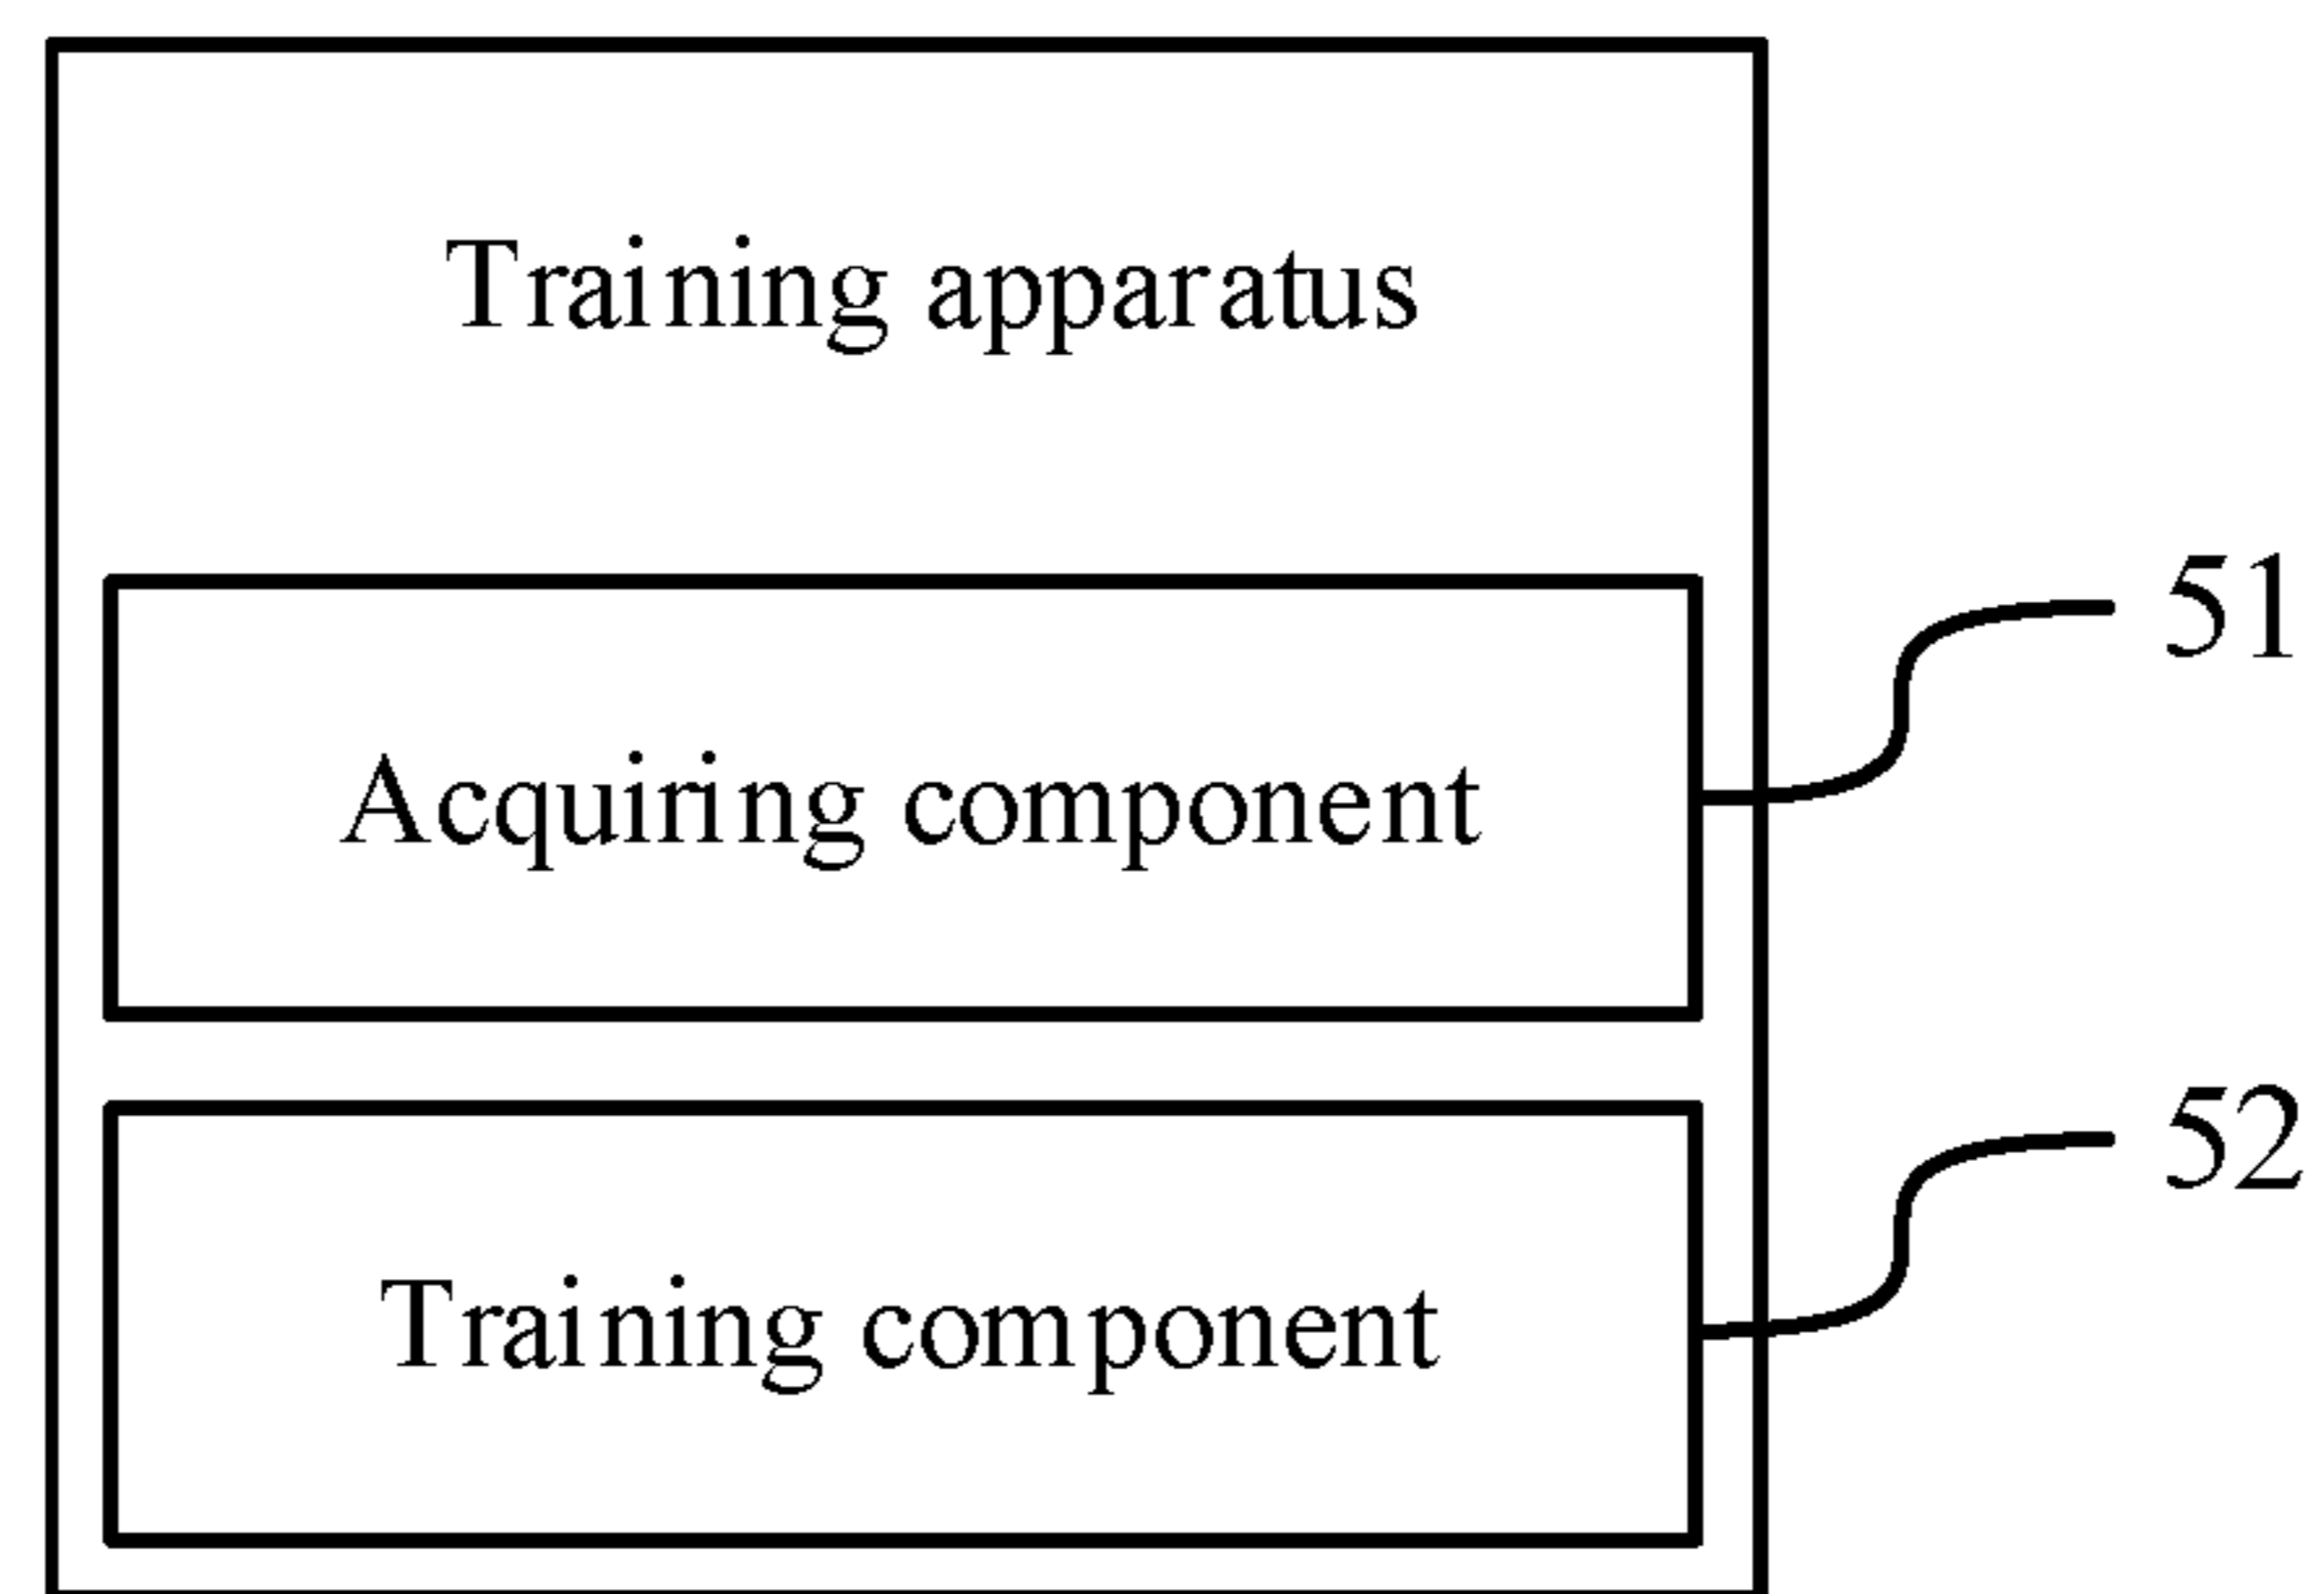 Training apparatus
51
Acquiring component
52
Training component